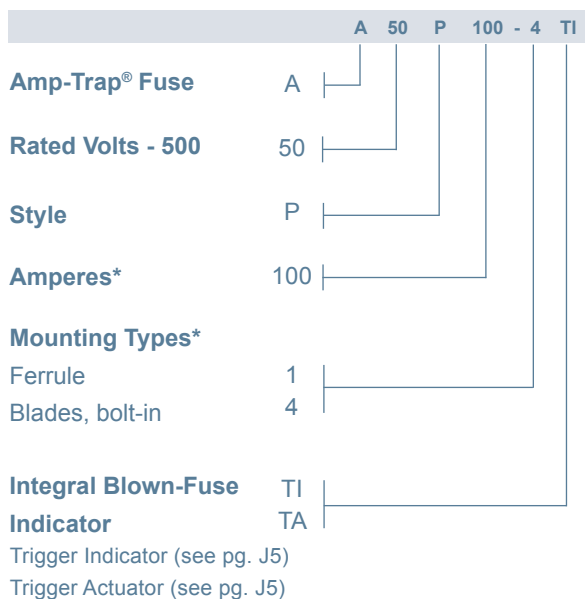 A 50 P 100 - 4 TI
Amp-Trap® Fuse A
Rated Volts - 500 50
Style P
Amperes* 100
Mounting Types*
Ferrule 1
Blades, bolt-in 4
Integral Blown-Fuse TI
Indicator TA
Trigger Indicator (see pg. J5)
Trigger Actuator (see pg. J5)